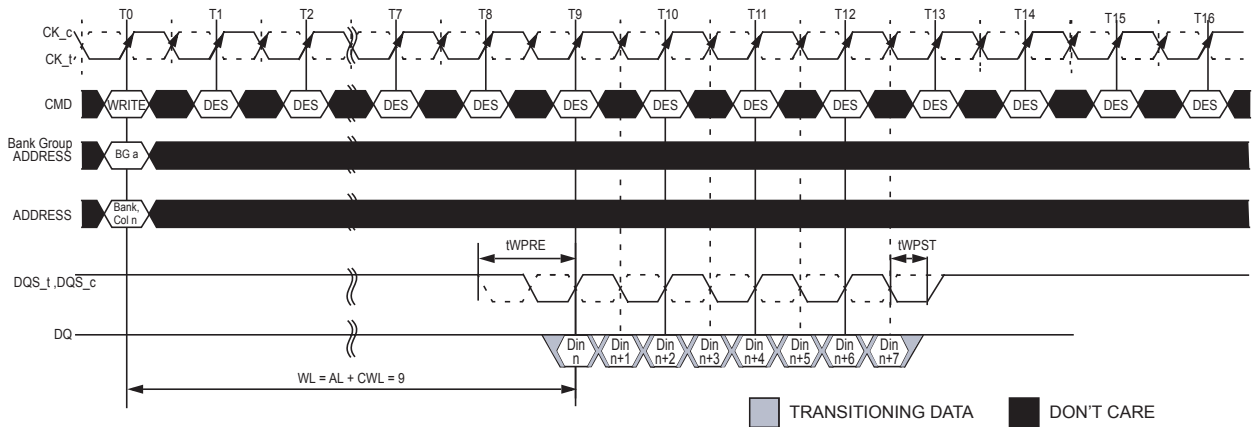 T0 T1 T2 T7 T8 T9 T10 T11 T12 T13 T14 T15 T16
CK_c
CK_t
CMD WRITE DES DES DES DES DES DES DES DES DES DES DES DES
Bank Group
ADDRESS
BG a
ADDRESS
Bank,
Col n
tWPRE tWPST
DQS_t ,DQS_c
DQ
Din
n
Din
n+1
Din
n+2
Din
n+3
Din
n+4
Din
n+5
Din
n+6
Din
n+7
WL = AL + CWL = 9
TRANSITIONING DATA
DON'T CARE